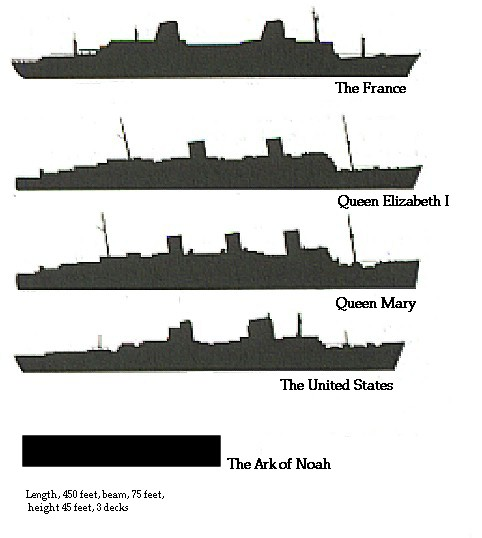 The France
Queen Elizabeth I
Queen Mary
The United States
The Ark of Noah
Length, 450 feet, beam, 75 feet,
height 45 feet, 3 decks